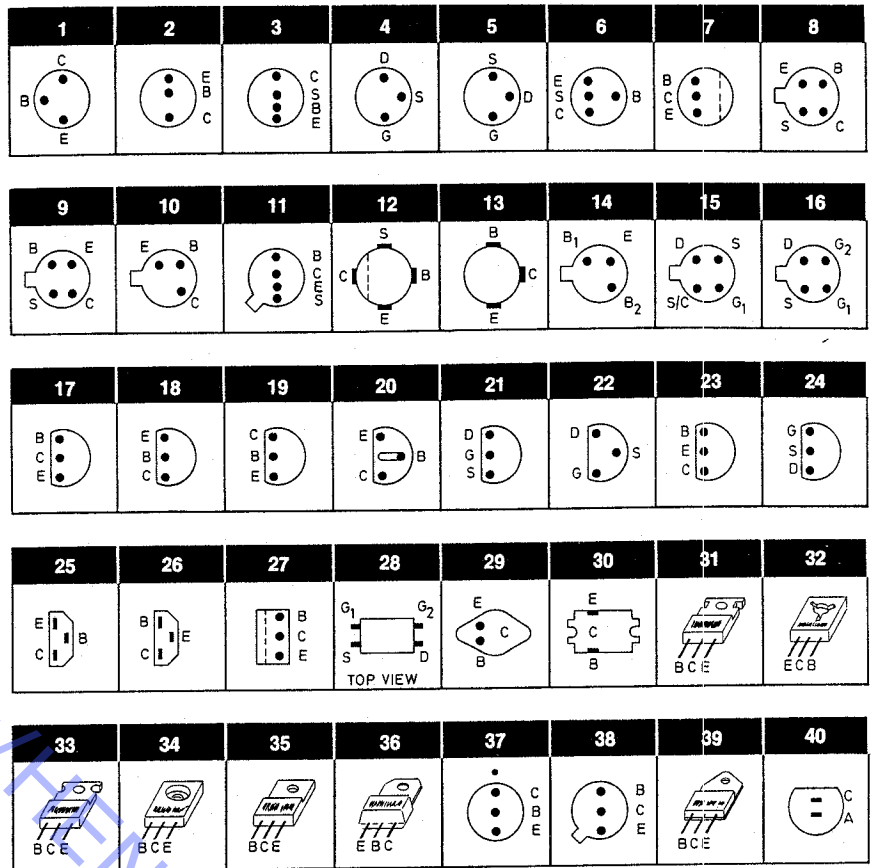 1 2 3 4 5 6 7 8
C B E
E B C
C S B E
D S G
S D G
E S C B
B C E
E B S C
9 10 11 12 13 14 15 16
B E S C
E B C
B C E S
S C B E
B C E
B1 E B2
D S S/C G1
D G2 S G1
17 18 19 20 21 22 23 24
B C E
E B C
C B E
E B C
D G S
D S G
B E C
G S D
25 26 27 28 29 30 31 32
E B C
B E C
B C E
G1 G2 S D
TOP VIEW
E C B
E C B
B C E
E C B
33 34 35 36 37 38 39 40
B C E
B C E
B C E
E B C
C B E
B C E
B C E
C A